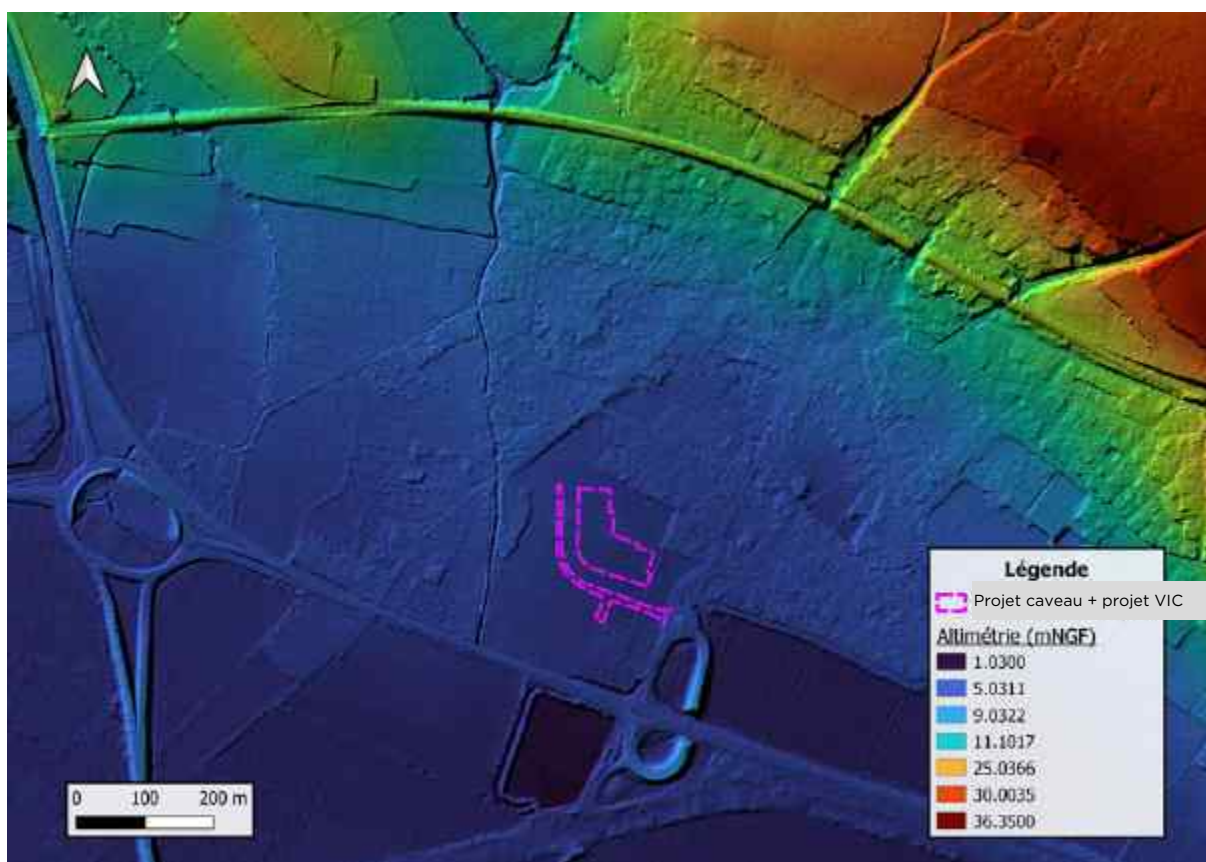 Légende
Projet caveau + projet VIC
Altimétrie (mNGF)
1.0300
5.0311
9.0322
11.1017
25.0366
30.0035
36.3500
0 100 200 m